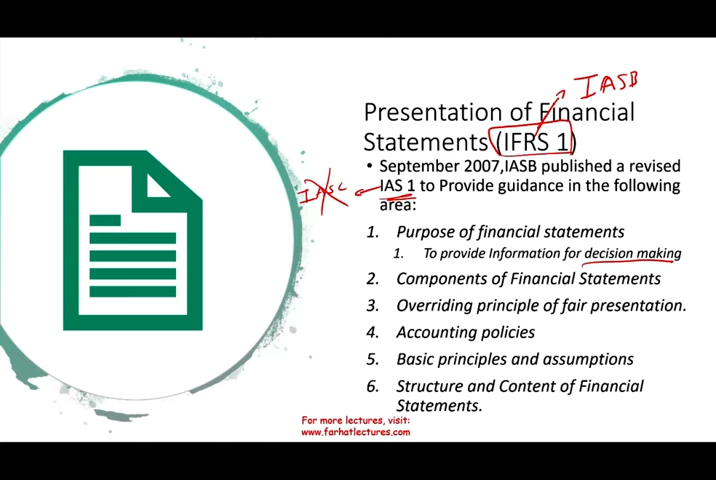 IASB
Presentation of Financial
Statements (IFRS 1)
• September 2007,IASB published a revised
IASC
IAS 1 to Provide guidance in the following
area:
1. Purpose of financial statements
1. To provide Information for decision making
2. Components of Financial Statements
3. Overriding principle of fair presentation.
4. Accounting policies
5. Basic principles and assumptions
6. Structure and Content of Financial
Statements.
For more lectures, visit:
www.farhatlectures.com